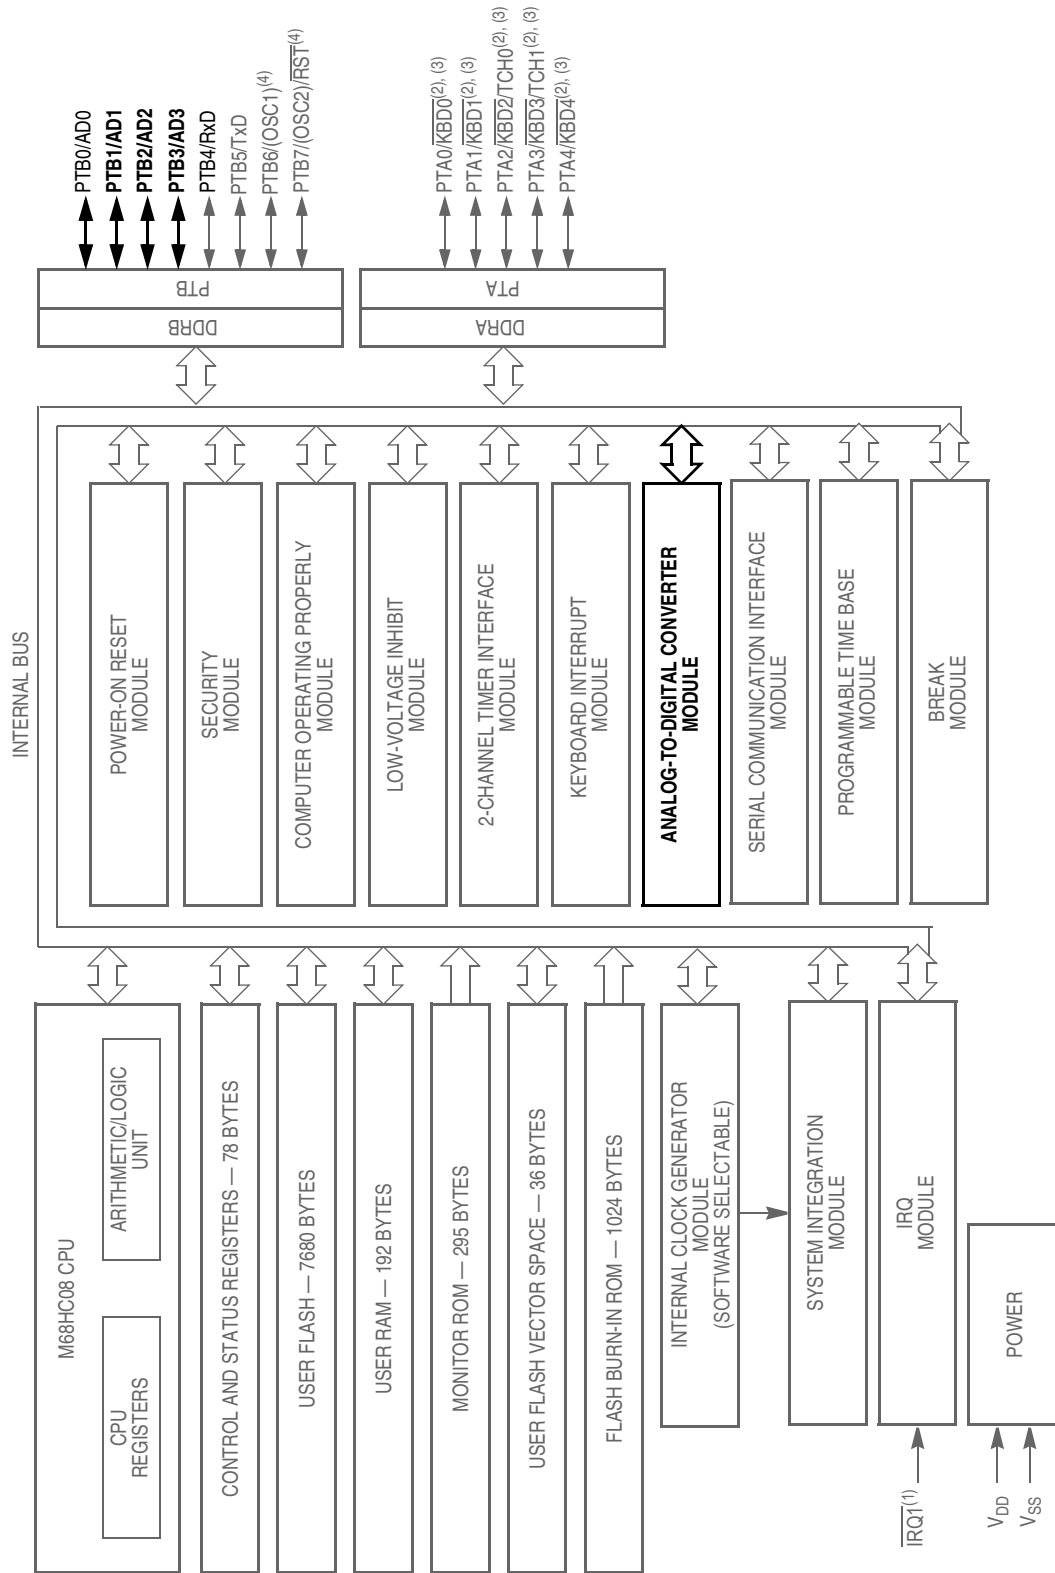 INTERNAL BUS
M68HC08 CPU
CPU
REGISTERS
ARITHMETIC/LOGIC
UNIT
CONTROL AND STATUS REGISTERS — 78 BYTES
USER FLASH — 7680 BYTES
USER RAM — 192 BYTES
MONITOR ROM — 295 BYTES
USER FLASH VECTOR SPACE — 36 BYTES
FLASH BURN-IN ROM — 1024 BYTES
INTERNAL CLOCK GENERATOR
MODULE
(SOFTWARE SELECTABLE)
SYSTEM INTEGRATION
MODULE
IRQ
MODULE
POWER
IRQ1(1)
VDD
VSS
POWER-ON RESET
MODULE
SECURITY
MODULE
COMPUTER OPERATING PROPERLY
MODULE
LOW-VOLTAGE INHIBIT
MODULE
2-CHANNEL TIMER INTERFACE
MODULE
KEYBOARD INTERRUPT
MODULE
ANALOG-TO-DIGITAL CONVERTER
MODULE
SERIAL COMMUNICATION INTERFACE
MODULE
PROGRAMMABLE TIME BASE
MODULE
BREAK
MODULE
DDRB
PTB
DDRA
PTA
PTB0/AD0
PTB1/AD1
PTB2/AD2
PTB3/AD3
PTB4/RxD
PTB5/TxD
PTB6/(OSC1)(4)
PTB7/(OSC2)/RST(4)
PTA0/KBD0(2), (3)
PTA1/KBD1(2), (3)
PTA2/KBD2/TCH0(2), (3)
PTA3/KBD3/TCH1(2), (3)
PTA4/KBD4(2), (3)